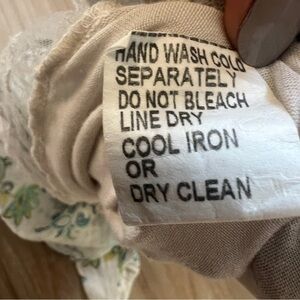 HAND WASH COLD
SEPARATELY
DO NOT BLEACH
LINE DRY
COOL IRON
OR
DRY CLEAN